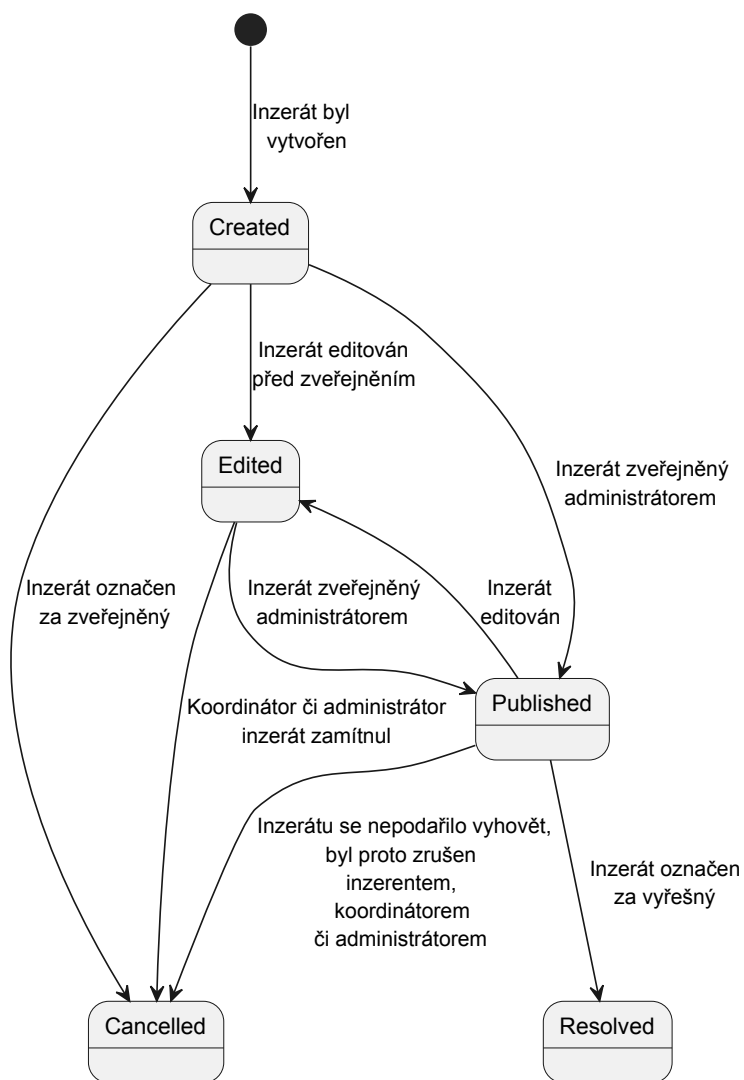 Inzerát byl
vytvořen
Created
Inzerát editován
před zveřejněním
Inzerát zveřejněný
administrátorem
Edited
Inzerát označen
za zveřejněný
Inzerát zveřejněný
administrátorem
Inzerát
editován
Published
Koordinátor či administrátor
inzerát zamítnul
Inzerátu se nepodařilo vyhovět,
byl proto zrušen
inzerentem,
koordinátorem
či administrátorem
Inzerát označen
za vyřešný
Cancelled
Resolved